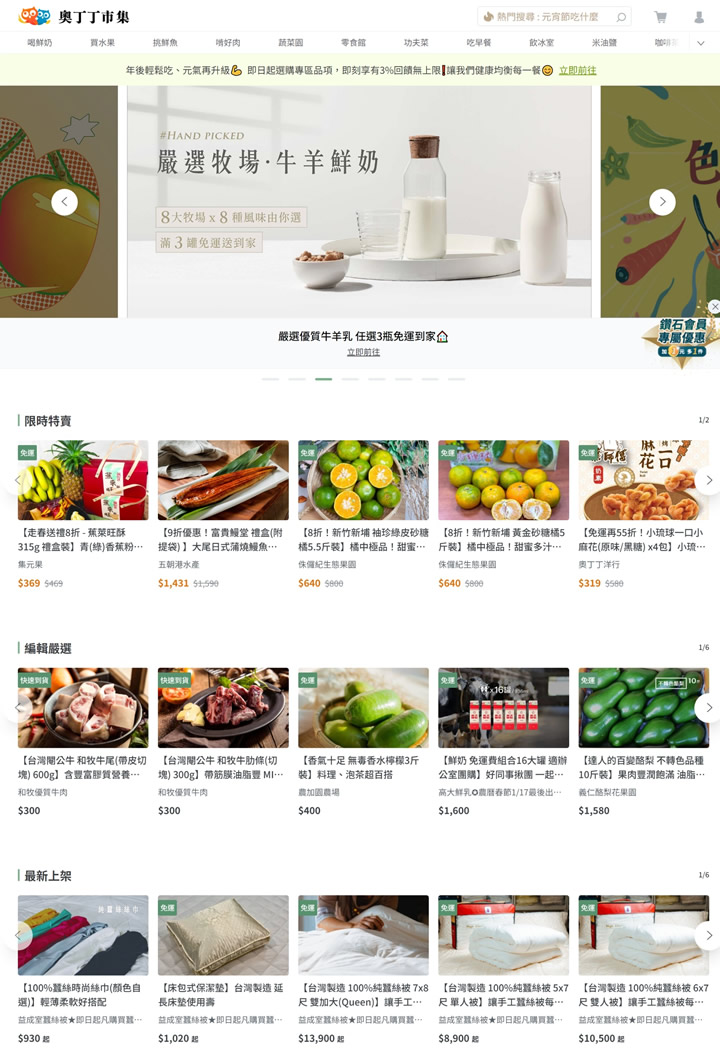 奧丁丁市集
熱門搜尋 : 元宵節吃什麼
喝鮮奶 買水果 挑鮮魚 啃好肉 蔬菜園 零食館 功夫菜 吃早餐 飲冰室 米油鹽 咖啡
年後輕鬆吃、元氣再升級💪 即日起選購專區品項，即刻享有3%回饋無上限❗讓我們健康均衡每一餐😊 立即前往
#HAND PICKED
嚴選牧場·牛羊鮮奶
8大牧場 x 8 種風味由你選
滿 3 罐免運送到家
色
嚴選優質牛羊乳 任選3瓶免運到家🏠
立即前往
鑽石會員
專屬優惠
限時特賣
1/2
免運 免運 免運 免運
【走春送禮8折 - 蕉菓旺酥
315g 禮盒裝】青(綠)香蕉粉…
集元果
$369 $469
【9折優惠！富貴鰻堂 禮盒(附
提袋) 】大尾日式蒲燒鰻魚…
五朝港水產
$1,431 $1,590
【8折！新竹新埔 袖珍綠皮砂糖
橘5.5斤裝】橘中極品！甜蜜…
侏儸紀生態果園
$640 $800
【8折！新竹新埔 黃金砂糖橘5
斤裝】橘中極品！甜蜜多汁…
侏儸紀生態果園
$640 $800
麻花 一口
【免運再55折！小琉球一口小
麻花(原味/黑糖) x4包】小琉…
奧丁丁洋行
$319 $580
編輯嚴選
1/6
快速到貨 快速到貨 免運 免運 免運
【台灣閹公牛 和牧牛尾(帶皮切
塊) 600g】含豐富膠質營養…
和牧優質牛肉
$300
【台灣閹公牛 和牧牛肋條(切
塊) 300g】帶筋膜油脂豐 MI…
和牧優質牛肉
$300
【香氣十足 無毒香水檸檬3斤
裝】料理、泡茶超百搭
農加園農場
$400
x16罐
【鮮奶 免運費組合16大罐 適辦
公室團購】好同事揪團 一起…
高大鮮乳✪農曆春節1/17最後出…
$1,600
不轉色酪梨 10斤
【達人的百變酪梨 不轉色品種
10斤裝】果肉豐潤飽滿 油脂…
義仁酪梨花果園
$1,580
最新上架
1/6
免運 免運 免運 免運
【100%蠶絲時尚絲巾(顏色自
選)】輕薄柔軟好搭配
益成室蠶絲被★即日起凡購買蠶…
$930 起
【床包式保潔墊】台灣製造 延
長床墊使用壽
益成室蠶絲被★即日起凡購買蠶…
$1,020 起
【台灣製造 100%純蠶絲被 7x8
尺 雙加大(Queen)】讓手工…
益成室蠶絲被★即日起凡購買蠶…
$13,900 起
【台灣製造 100%純蠶絲被 5x7
尺 單人被】讓手工蠶絲被每…
益成室蠶絲被★即日起凡購買蠶…
$8,900 起
【台灣製造 100%純蠶絲被 6x7
尺 雙人被】讓手工蠶絲被每…
益成室蠶絲被★即日起凡購買蠶…
$10,500 起